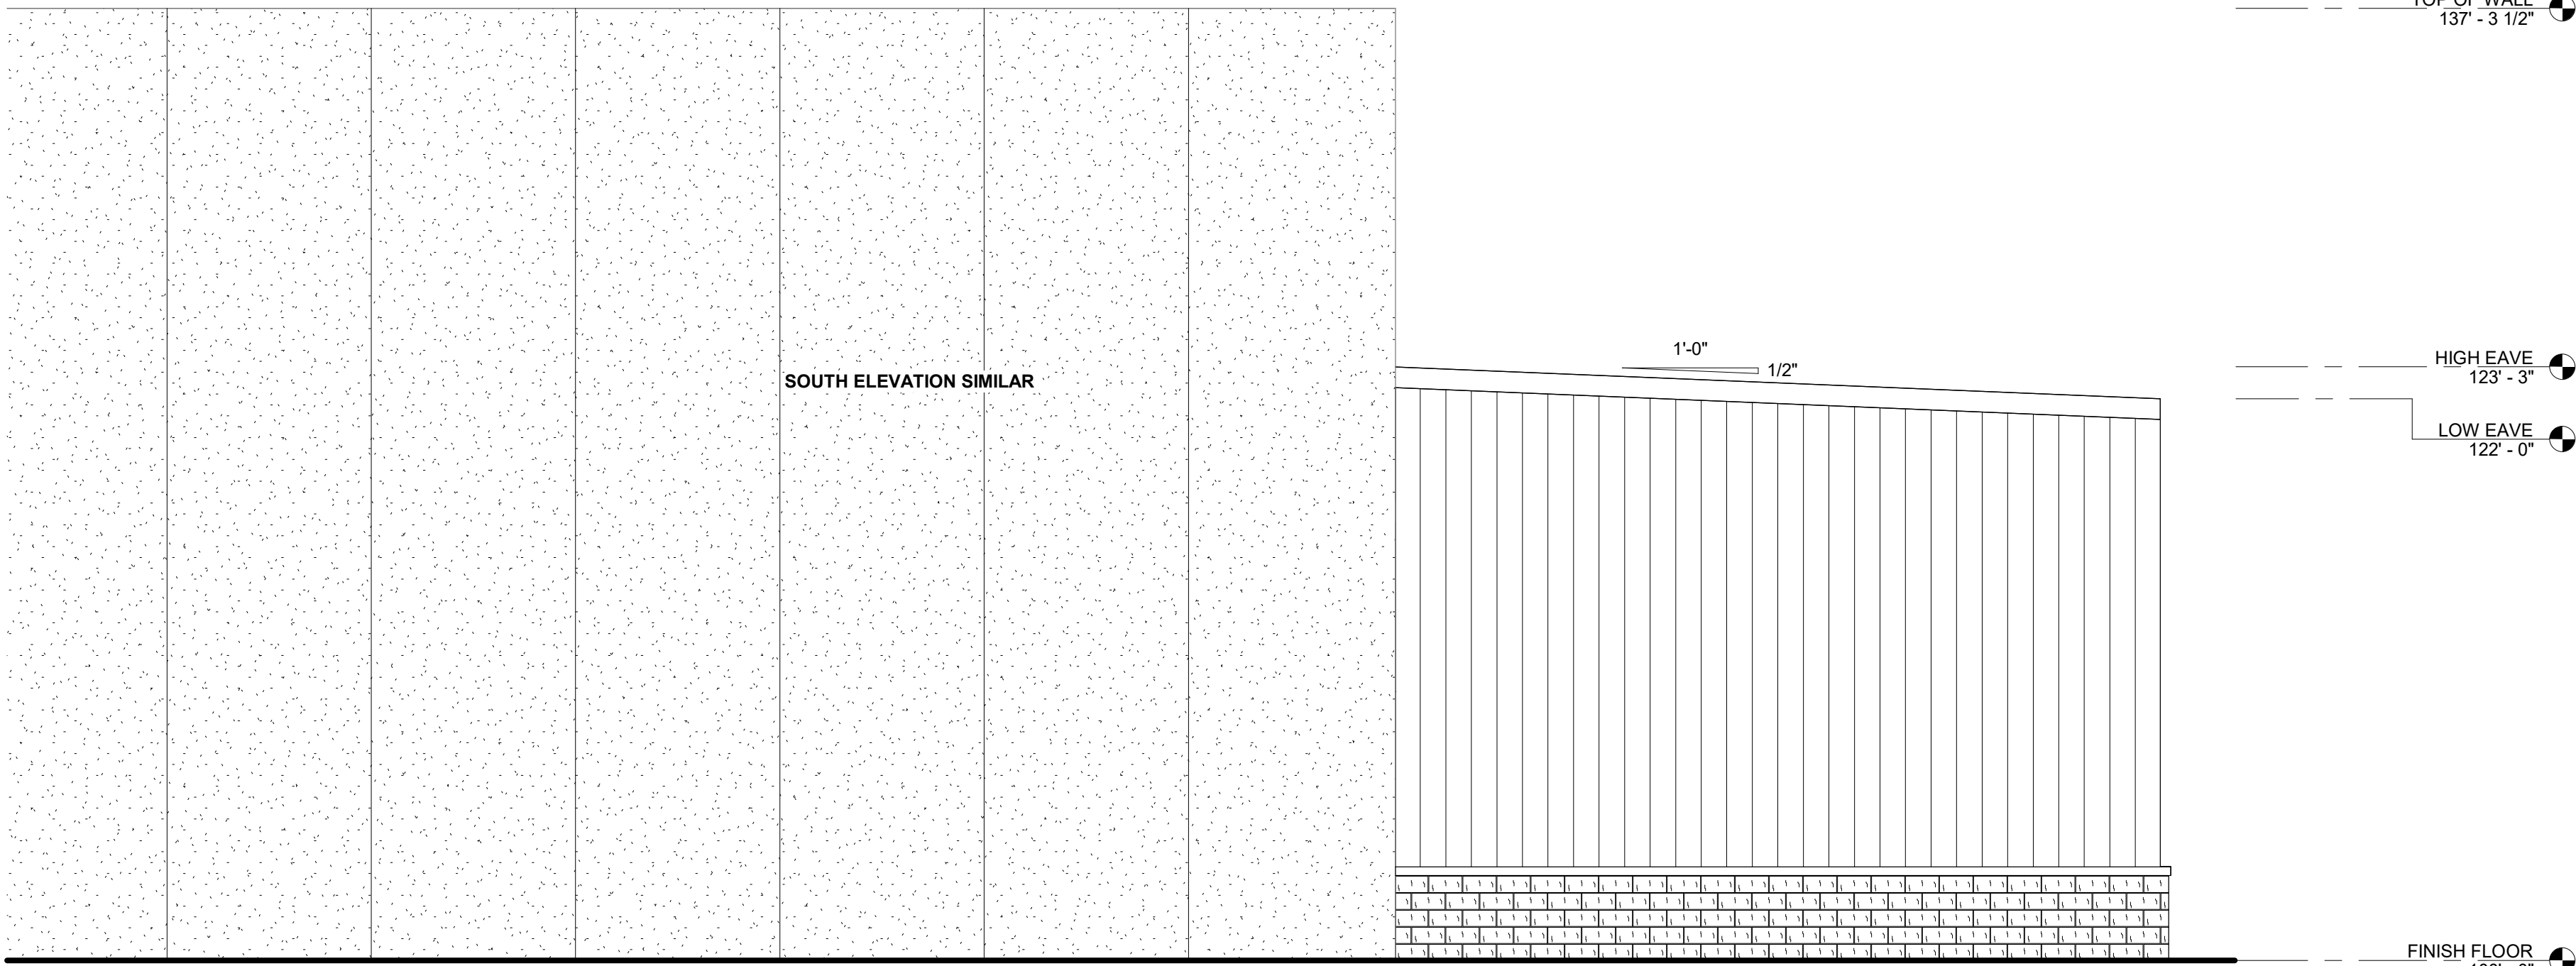 TOP OF WALL
137' - 3 1/2"
1'-0"
1/2"
HIGH EAVE
123' - 3"
SOUTH ELEVATION SIMILAR
LOW EAVE
122' - 0"
FINISH FLOOR